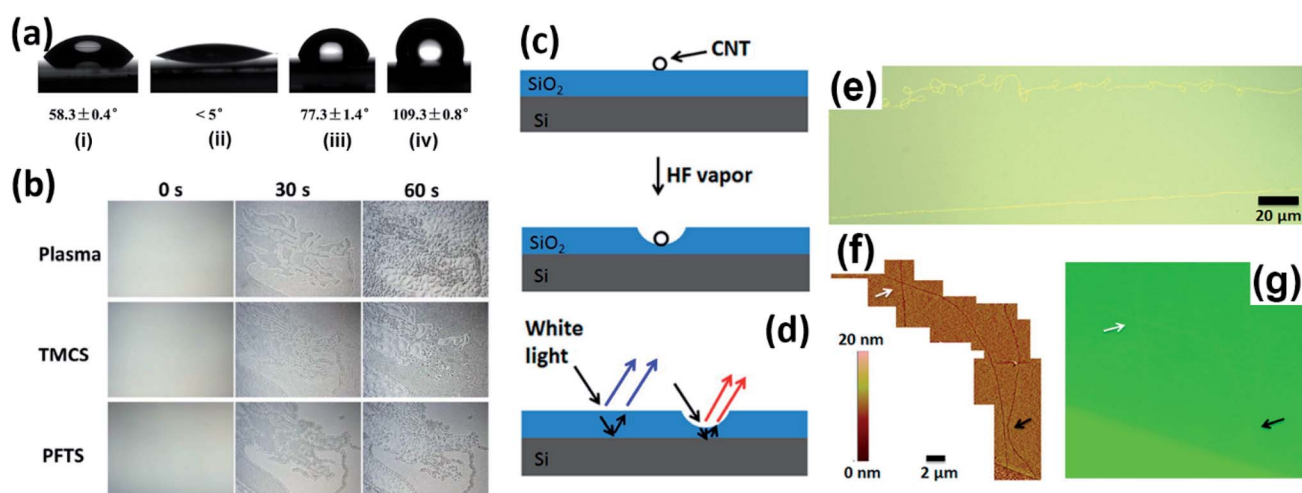 (a)
58.3±0.4°
<5°
77.3±1.4°
109.3±0.8°
(i)
(ii)
(iii)
(iv)
(b)
0 s
30 s
60 s
Plasma
TMCS
PFTS
(c)
CNT
SiO₂
Si
HF vapor
SiO₂
Si
(d)
White
light
Si
(e)
20 μm
(f)
20 nm
0 nm
2 μm
(g)